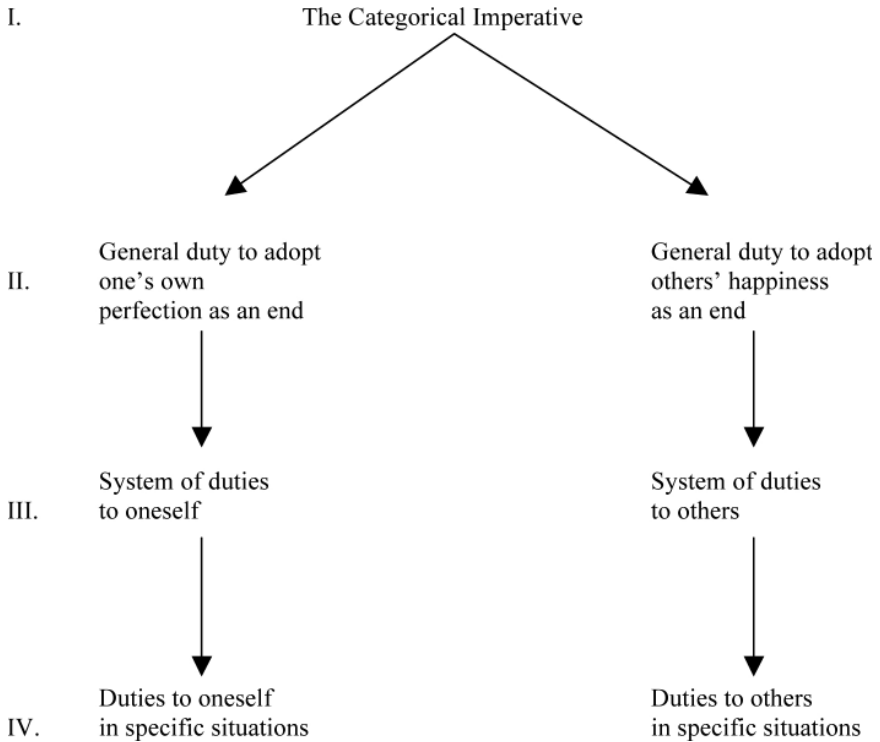 I. The Categorical Imperative
General duty to adopt General duty to adopt
II. one’s own others’ happiness
perfection as an end as an end
System of duties System of duties
III. to oneself to others
Duties to oneself Duties to others
IV. in specific situations in specific situations